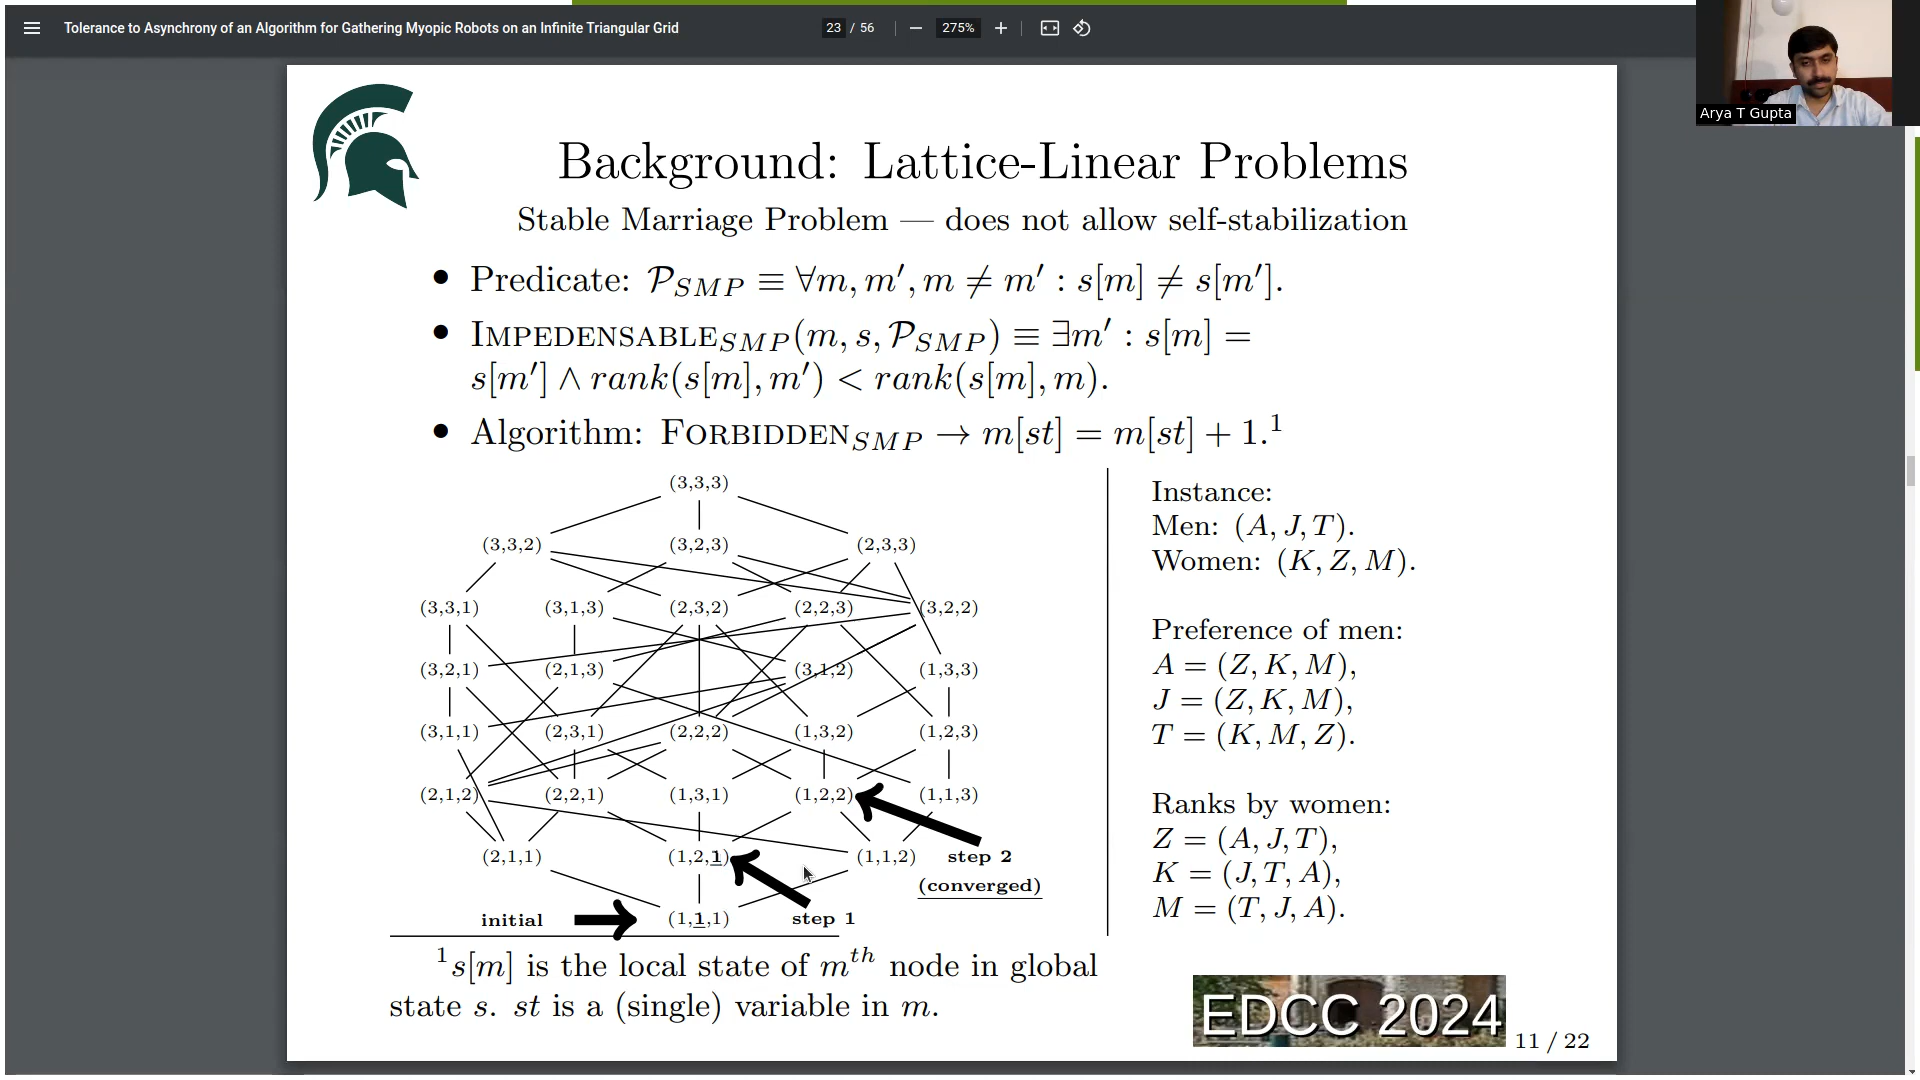 Tolerance to Asynchrony of an Algorithm for Gathering Myopic Robots on an Infinite Triangular Grid
23 / 56
275%
Arya T Gupta
Background: Lattice-Linear Problems
Stable Marriage Problem — does not allow self-stabilization
• Predicate: 𝒫_SMP ≡ ∀m, m′, m ≠ m′ : s[m] ≠ s[m′].
• IMPEDENSABLE_SMP(m, s, 𝒫_SMP) ≡ ∃m′ : s[m] =
s[m′] ∧ rank(s[m], m′) < rank(s[m], m).
• Algorithm: FORBIDDEN_SMP → m[st] = m[st] + 1.¹
(3,3,3)
(3,3,2) (3,2,3) (2,3,3)
(3,3,1) (3,1,3) (2,3,2) (2,2,3) (3,2,2)
(3,2,1) (2,1,3) (3,1,2) (1,3,3)
(3,1,1) (2,3,1) (2,2,2) (1,3,2) (1,2,3)
(2,1,2) (2,2,1) (1,3,1) (1,2,2) (1,1,3)
(2,1,1) (1,2,1) (1,1,2) step 2
(converged)
initial (1,1,1) step 1
Instance:
Men: (A, J, T).
Women: (K, Z, M).
Preference of men:
A = (Z, K, M),
J = (Z, K, M),
T = (K, M, Z).
Ranks by women:
Z = (A, J, T),
K = (J, T, A),
M = (T, J, A).
¹s[m] is the local state of mᵗʰ node in global
state s. st is a (single) variable in m.
EDCC 2024
11 / 22